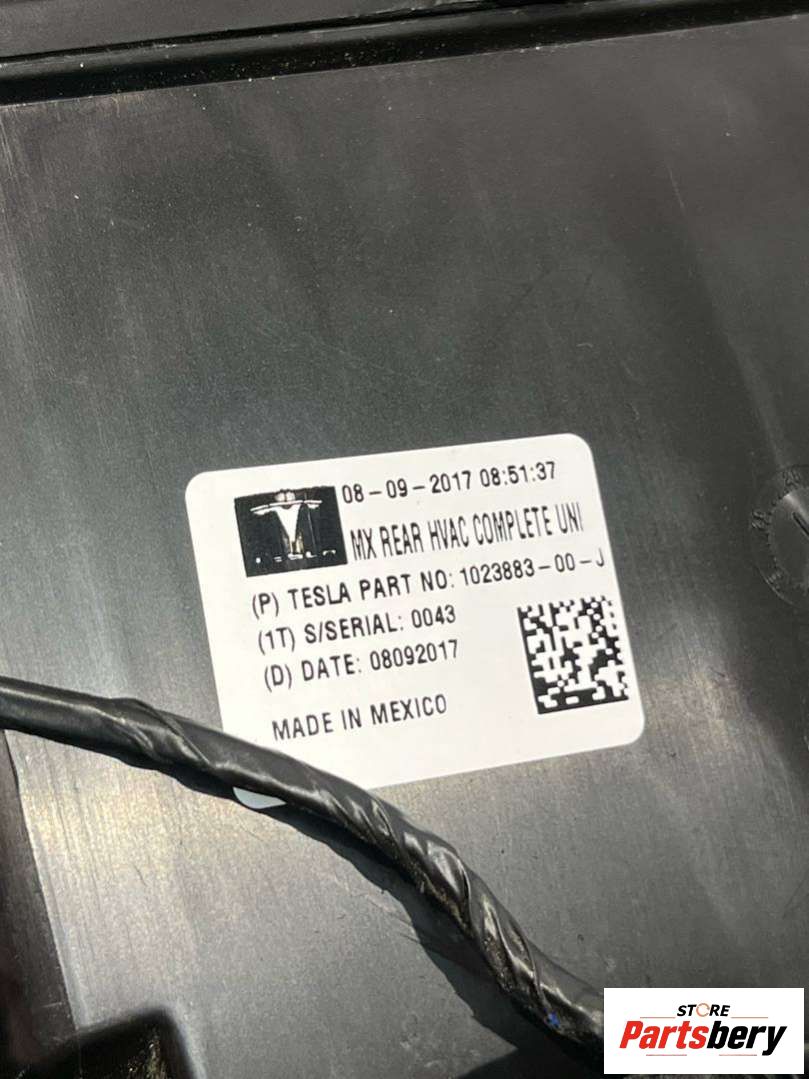 08-09-2017 08:51:37
MX REAR HVAC COMPLETE UNI
TESLA
(P) TESLA PART NO: 1023883-00-J
(1T) S/SERIAL: 0043
(D) DATE: 08092017
MADE IN MEXICO
STORE
Partsbery